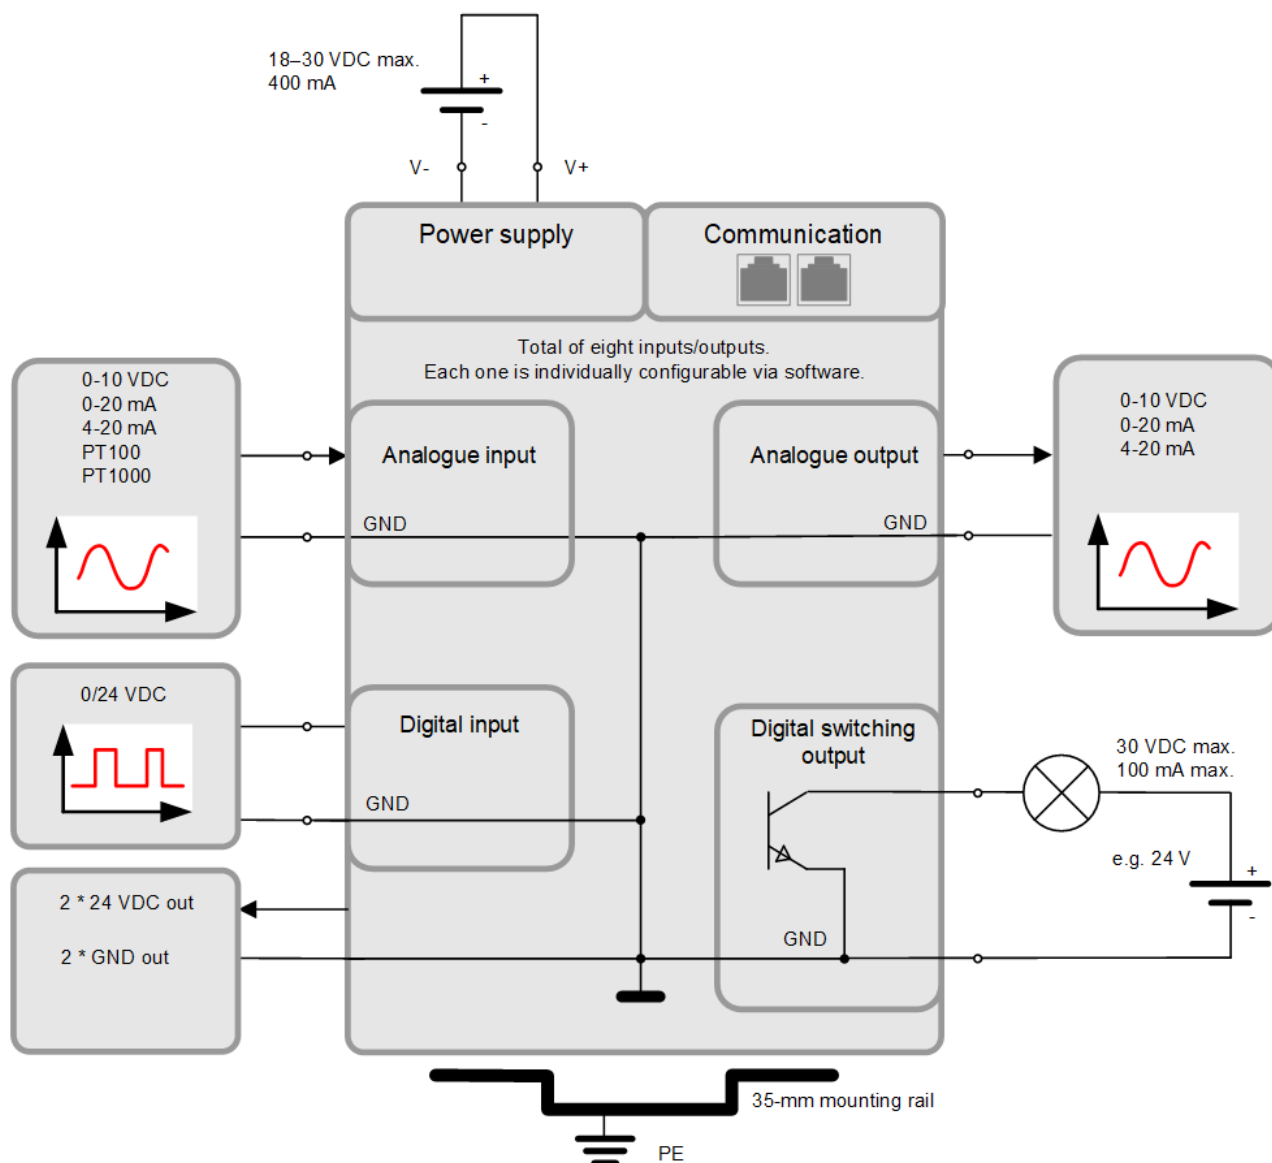 18–30 VDC max.
400 mA
+
-
V-
V+
Power supply
Communication
Total of eight inputs/outputs.
Each one is individually configurable via software.
0-10 VDC
0-20 mA
4-20 mA
PT100
PT1000
Analogue input
GND
Analogue output
GND
0-10 VDC
0-20 mA
4-20 mA
0/24 VDC
Digital input
GND
Digital switching
output
GND
30 VDC max.
100 mA max.
e.g. 24 V
+
-
2 * 24 VDC out
2 * GND out
35-mm mounting rail
PE